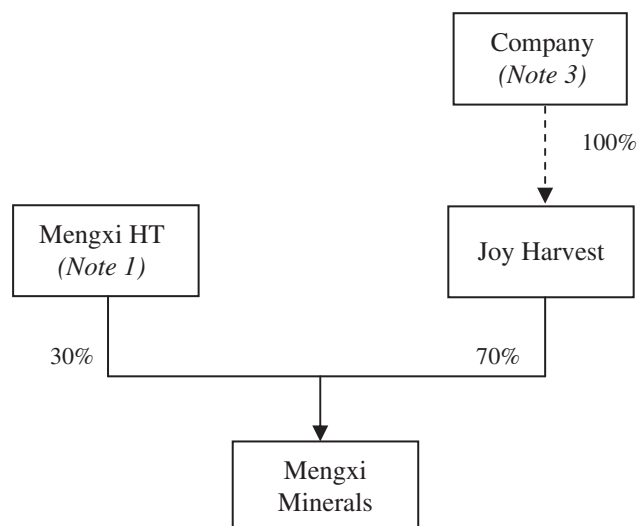 Company
(Note 3)
100%
Mengxi HT
(Note 1)
Joy Harvest
30%
70%
Mengxi
Minerals